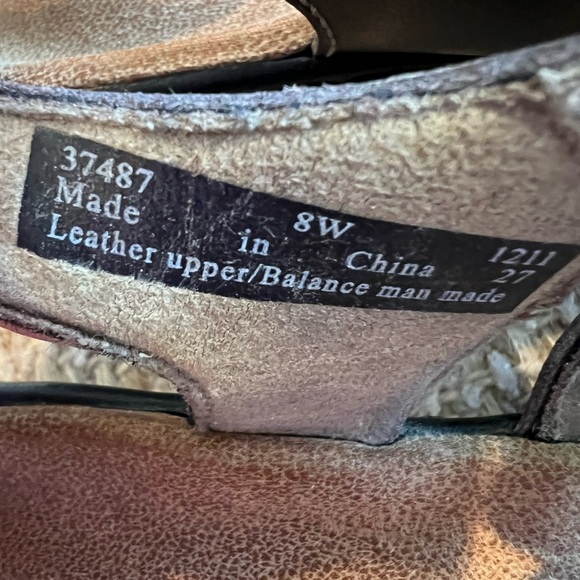 37487 8W 1211
Made in China 27
Leather upper/Balance man made